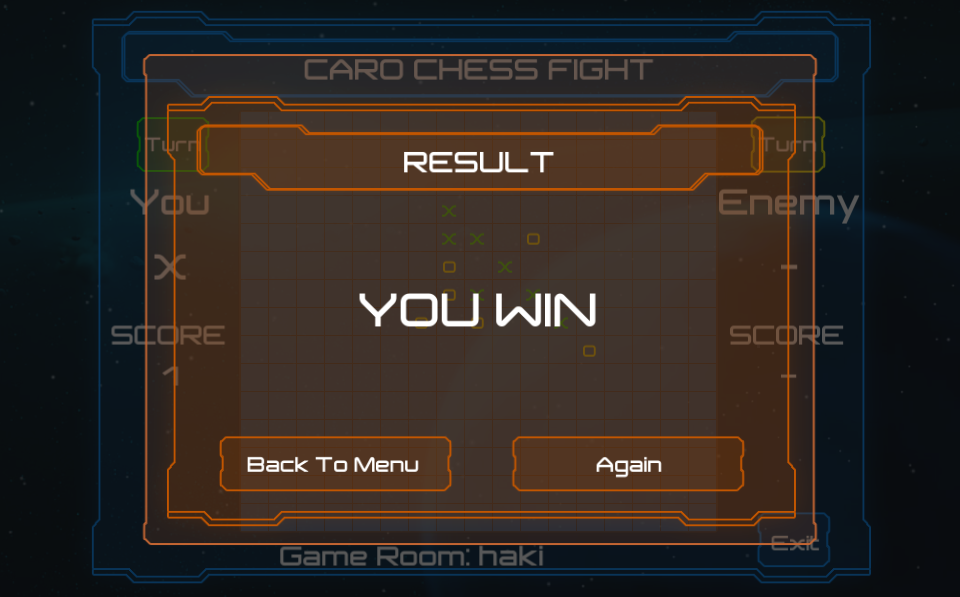 CARO CHESS FIGHT
RESULT
Turn
Turn
You
Enemy
X
-
YOU WIN
SCORE
SCORE
1
-
Back To Menu
Again
Exit
Game Room: haki